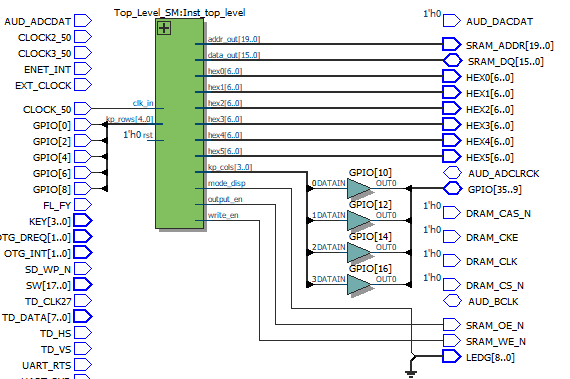 Top_Level_SM:Inst_top_level
1'h0
AUD_ADCDAT
AUD_DACDAT
CLOCK2_50
addr_out[19..0]
SRAM_ADDR[19..0]
CLOCK3_50
data_out[15..0]
SRAM_DQ[15..0]
ENET_INT
hex0[6..0]
HEX0[6..0]
EXT_CLOCK
hex1[6..0]
HEX1[6..0]
CLOCK_50
clk_in
hex2[6..0]
HEX2[6..0]
GPIO[0]
kp_rows[4..0]
hex3[6..0]
HEX3[6..0]
GPIO[2]
1'h0 rst
hex4[6..0]
HEX4[6..0]
GPIO[4]
hex5[6..0]
HEX5[6..0]
GPIO[6]
kp_cols[3..0]
GPIO[10]
AUD_ADCLRCK
GPIO[8]
mode_disp
0 DATAIN OUT0
GPIO[35..9]
FL_FY
output_en
GPIO[12]
1'h0
DRAM_CAS_N
KEY[3..0]
write_en
1 DATAIN OUT0
OTG_DREQ[1..0]
GPIO[14]
1'h0
DRAM_CKE
OTG_INT[1..0]
2 DATAIN OUT0
1'h0
DRAM_CLK
SD_WP_N
GPIO[16]
SW[17..0]
3 DATAIN OUT0
1'h0
DRAM_CS_N
TD_CLK27
AUD_BCLK
TD_DATA[7..0]
SRAM_OE_N
TD_HS
SRAM_WE_N
TD_VS
LEDG[8..0]
UART_RTS